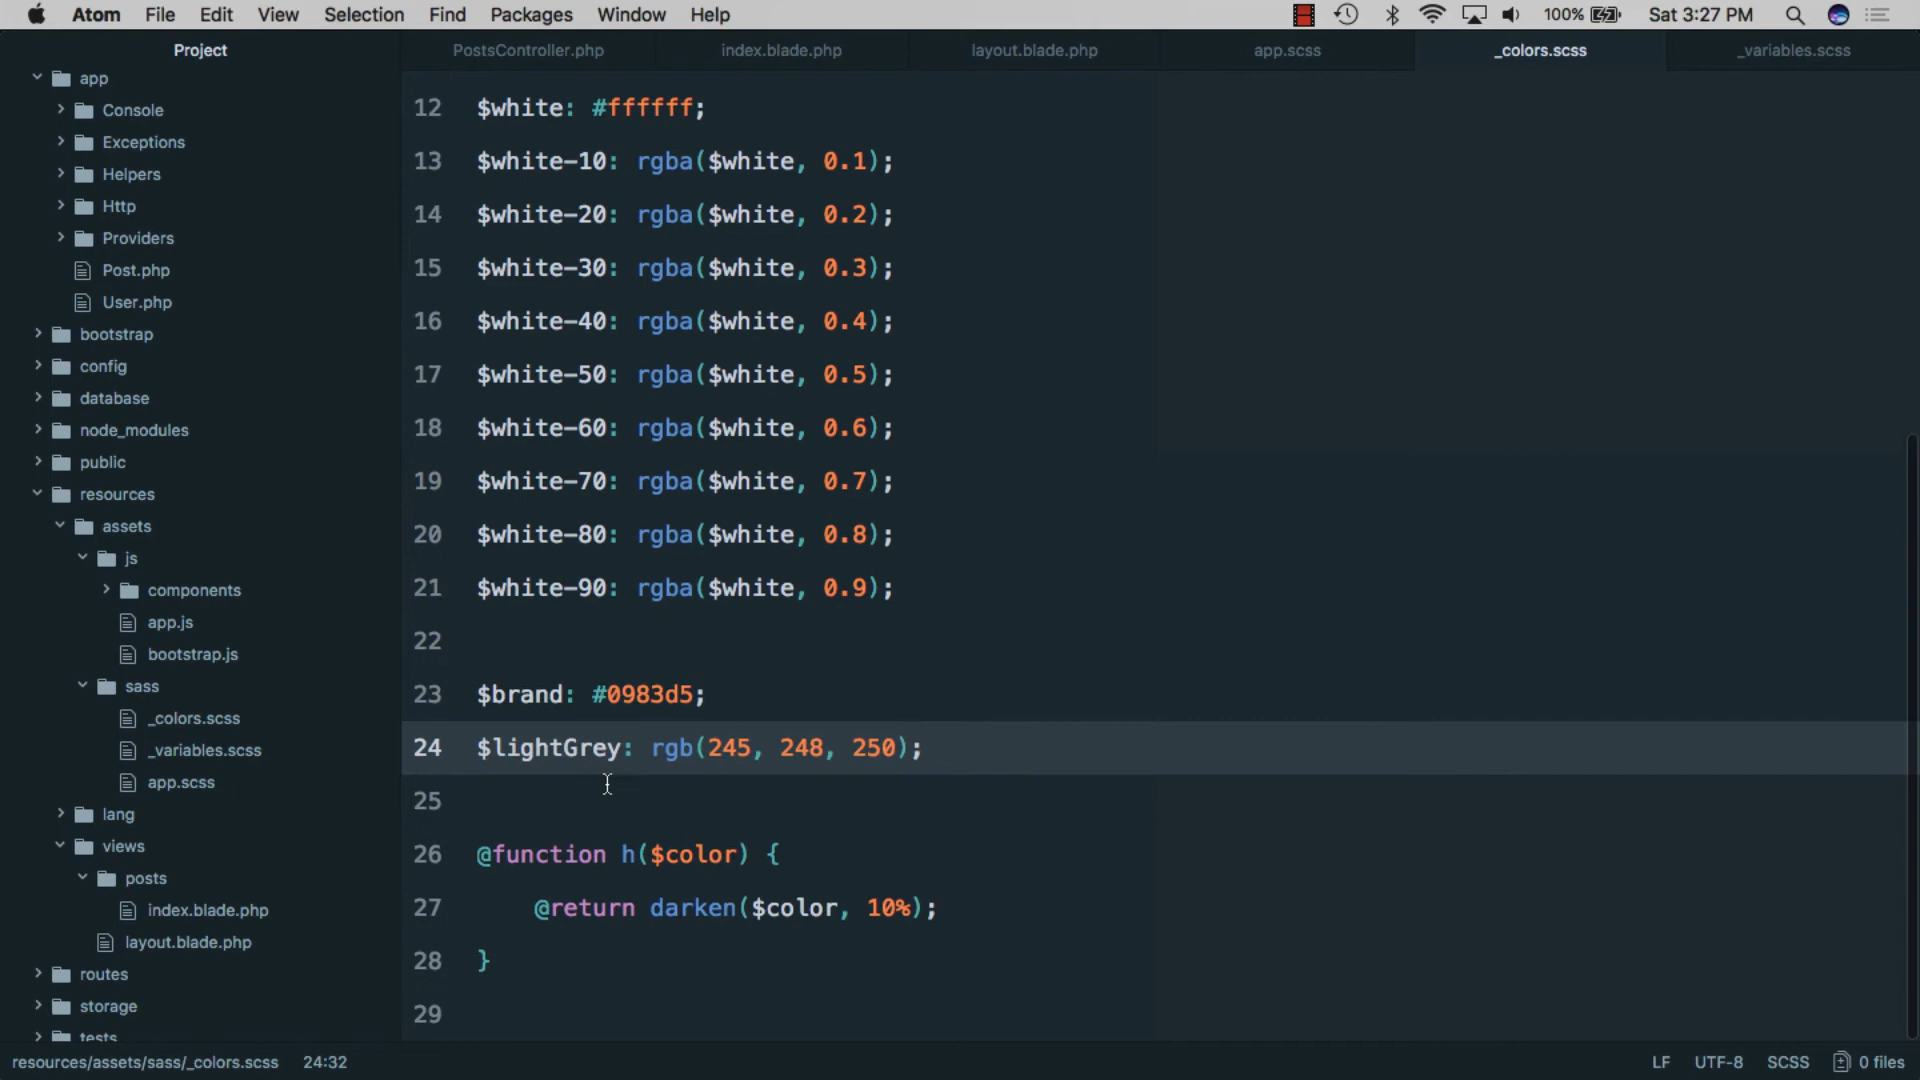 Atom File Edit View Selection Find Packages Window Help 100% Sat 3:27 PM
Project PostsController.php index.blade.php layout.blade.php app.scss _colors.scss _variables.scss
app
Console
Exceptions
Helpers
Http
Providers
Post.php
User.php
bootstrap
config
database
node_modules
public
resources
assets
js
components
app.js
bootstrap.js
sass
_colors.scss
_variables.scss
app.scss
lang
views
posts
index.blade.php
layout.blade.php
routes
storage
tests
12 $white: #ffffff;
13 $white-10: rgba($white, 0.1);
14 $white-20: rgba($white, 0.2);
15 $white-30: rgba($white, 0.3);
16 $white-40: rgba($white, 0.4);
17 $white-50: rgba($white, 0.5);
18 $white-60: rgba($white, 0.6);
19 $white-70: rgba($white, 0.7);
20 $white-80: rgba($white, 0.8);
21 $white-90: rgba($white, 0.9);
22
23 $brand: #0983d5;
24 $lightGrey: rgb(245, 248, 250);
25
26 @function h($color) {
27 @return darken($color, 10%);
28 }
29
resources/assets/sass/_colors.scss 24:32 LF UTF-8 SCSS 0 files